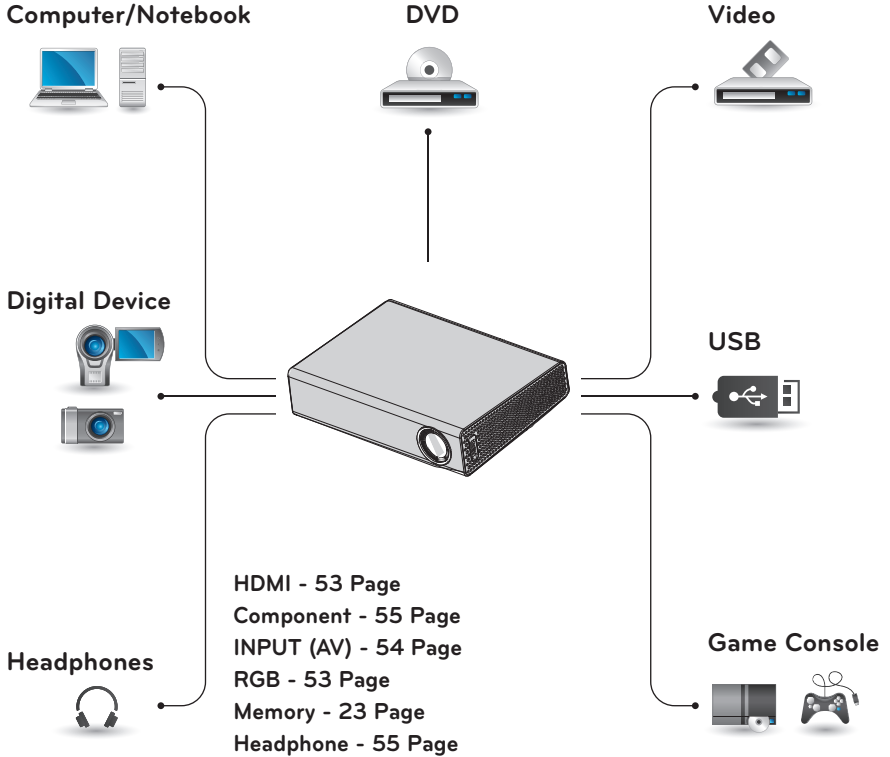 Computer/Notebook
DVD
Video
Digital Device
USB
HDMI - 53 Page
Component - 55 Page
INPUT (AV) - 54 Page
RGB - 53 Page
Memory - 23 Page
Headphone - 55 Page
Headphones
Game Console